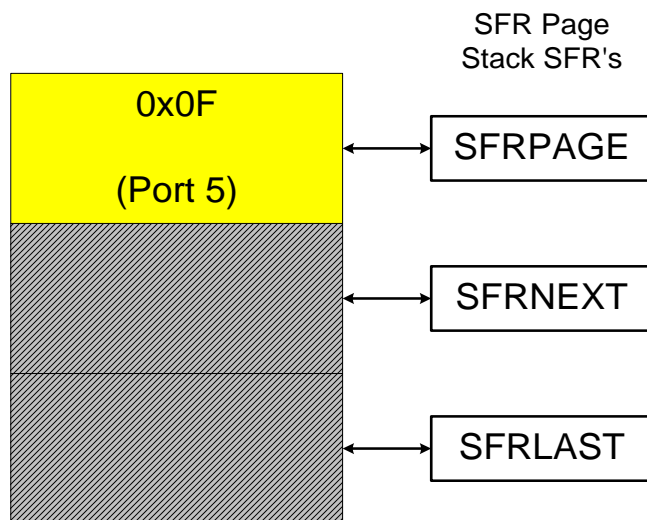 SFR Page
Stack SFR's
0x0F
(Port 5)
SFRPAGE
SFRNEXT
SFRLAST